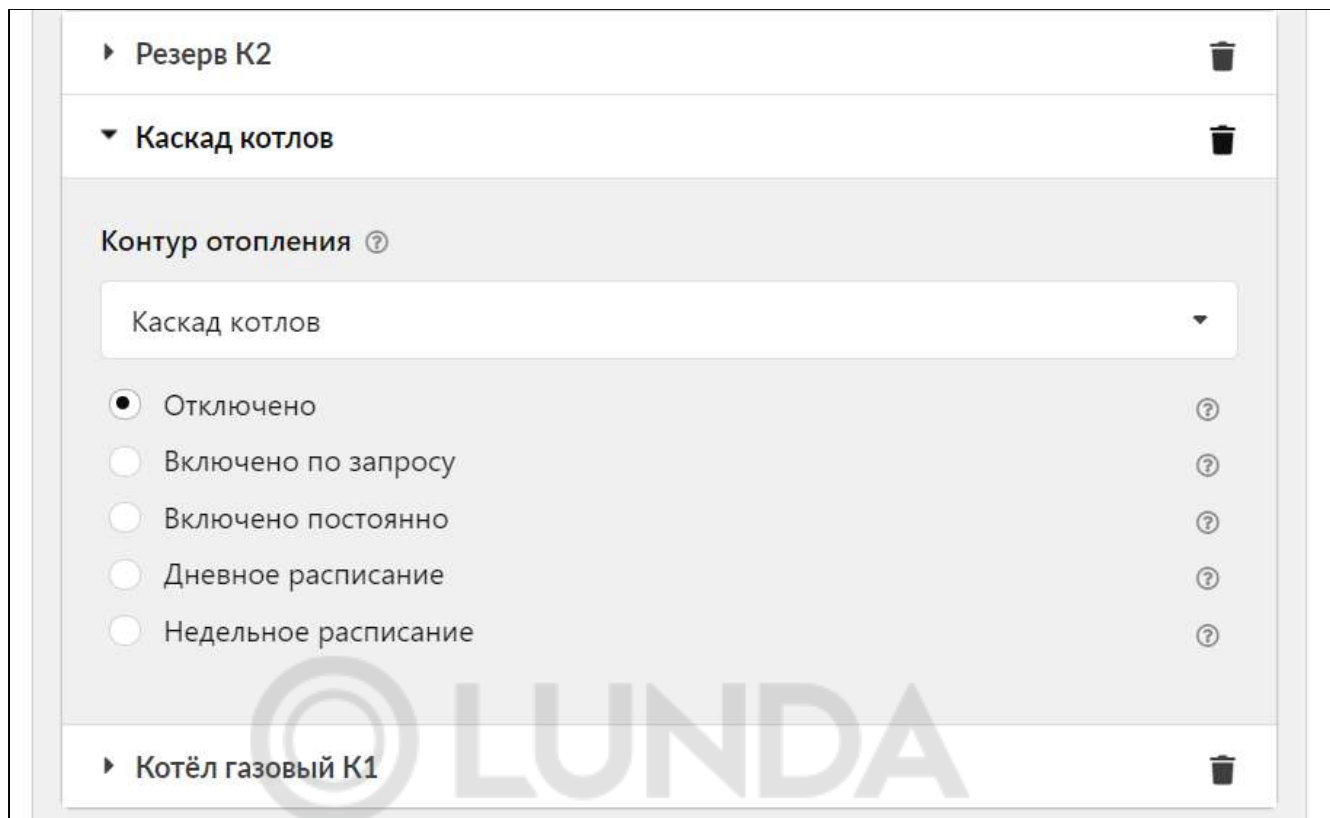 Резерв К2
Каскад котлов
Контур отопления ?
Каскад котлов
Отключено ?
Включено по запросу ?
Включено постоянно ?
Дневное расписание ?
Недельное расписание ?
LUNDA
Котёл газовый К1